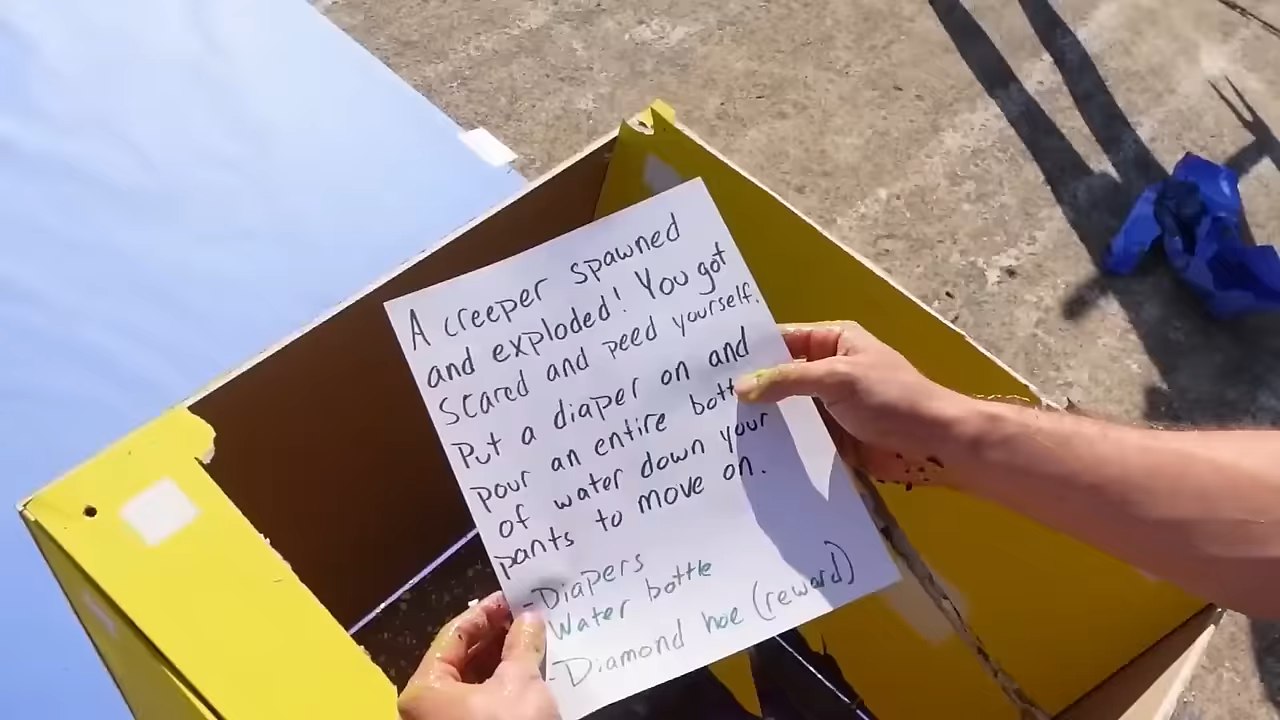 A creeper spawned
and exploded! You got
scared and peed yourself.
Put a diaper on and
pour an entire bott
of water down your
pants to move on.
-Diapers
Water bottle
-Diamond hoe (reward)